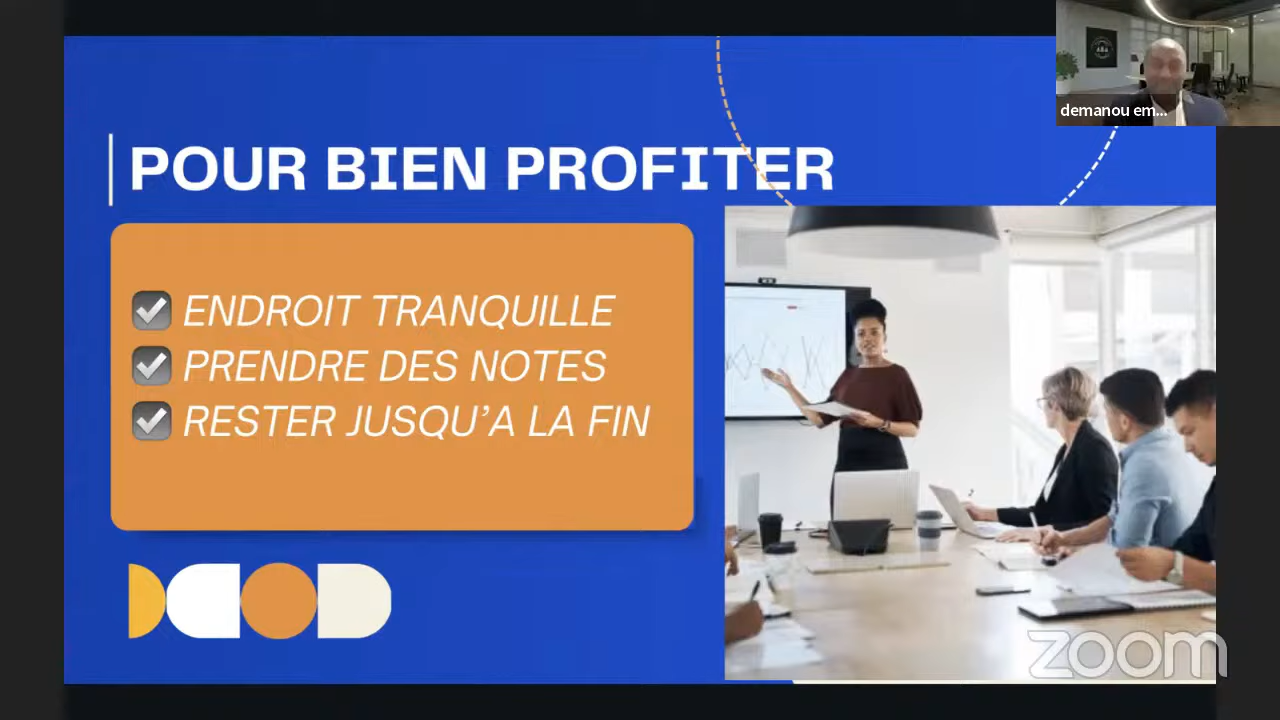 demanou em...
POUR BIEN PROFITER
ENDROIT TRANQUILLE
PRENDRE DES NOTES
RESTER JUSQU’A LA FIN
zoom